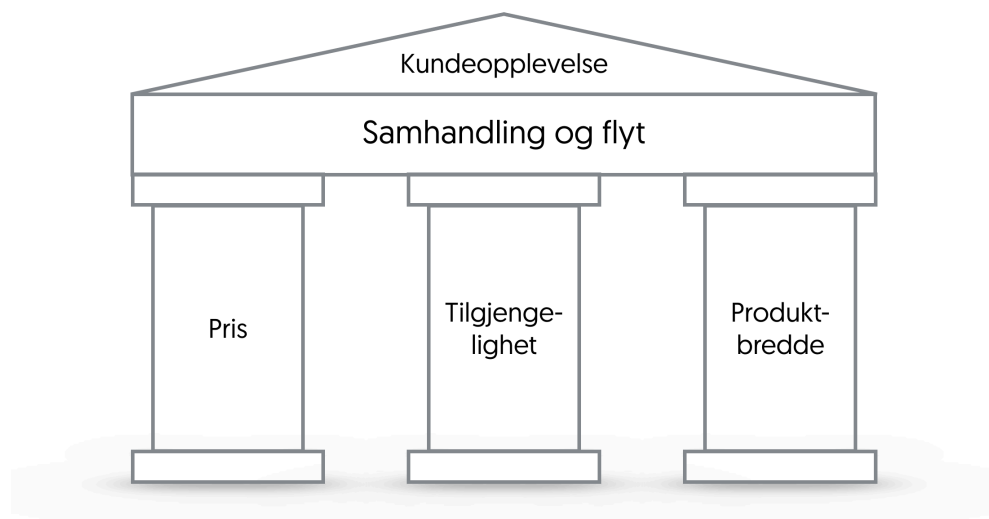 Kundeopplevelse
Samhandling og flyt
Pris
Tilgjenge-
lighet
Produkt-
bredde